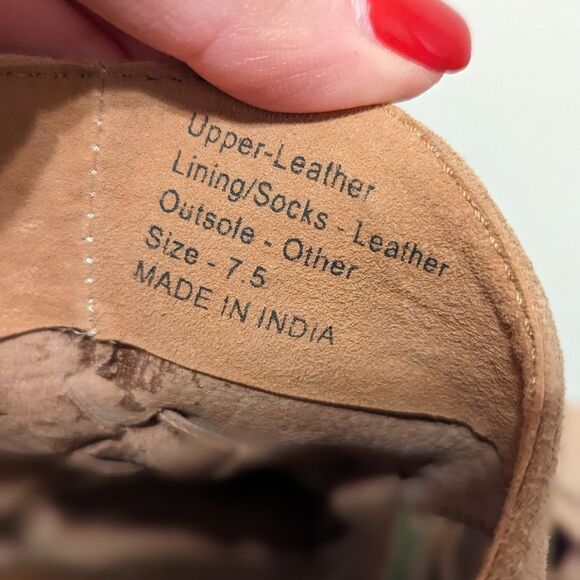 Upper-Leather
Lining/Socks - Leather
Outsole - Other
Size - 7.5
MADE IN INDIA